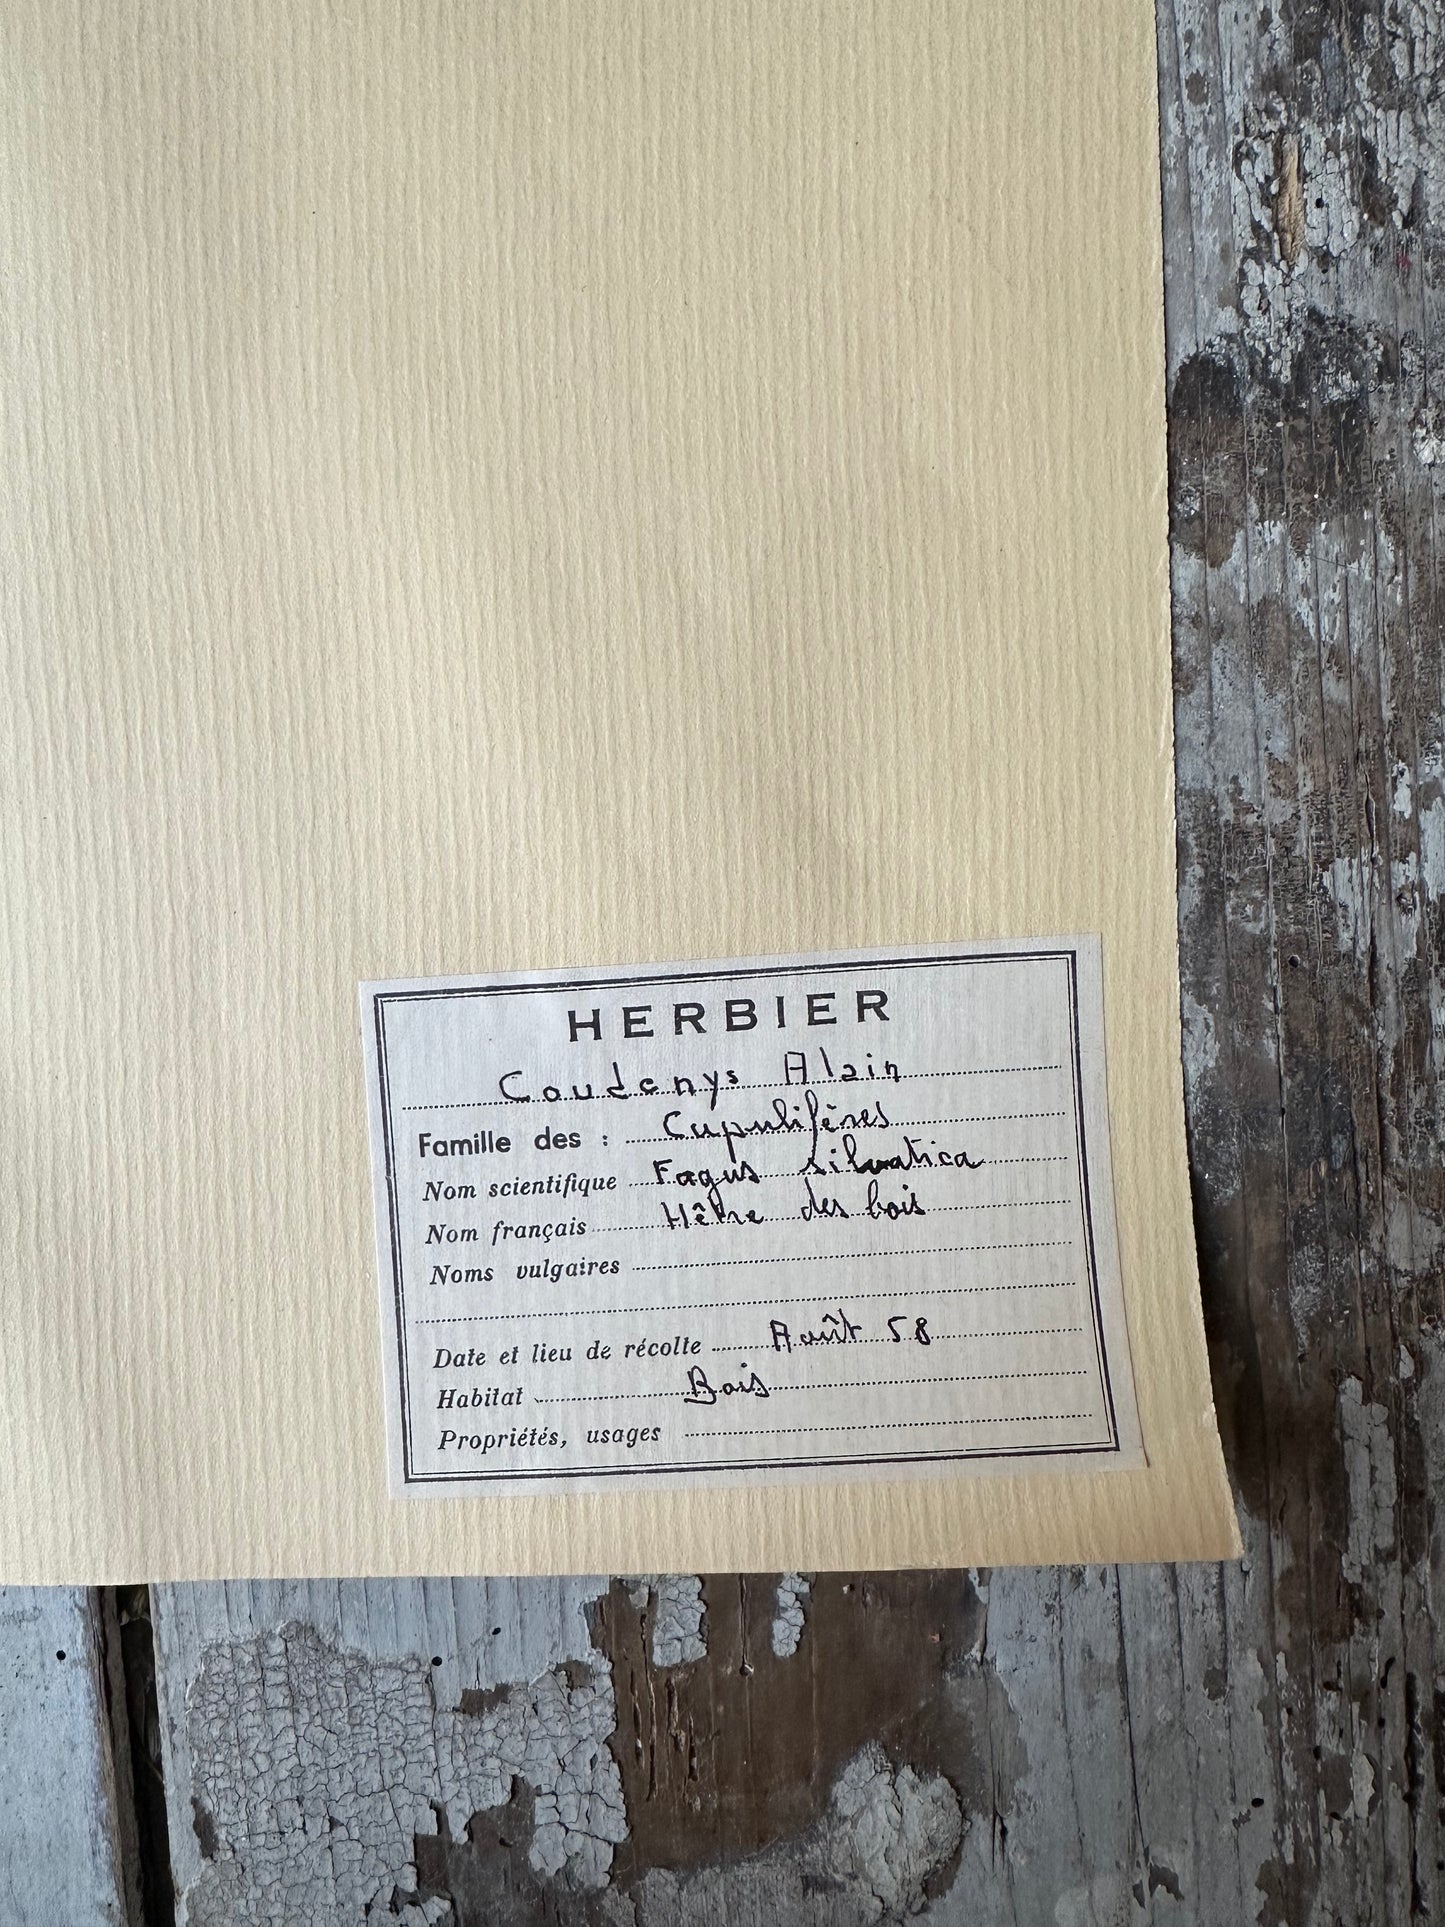 HERBIER
Coudenys Alain
Famille des : Cupulifères
Nom scientifique Fagus silvatica
Nom français Hêtre des bois
Noms vulgaires
Date et lieu de récolte Août 58
Habitat Bois
Propriétés, usages